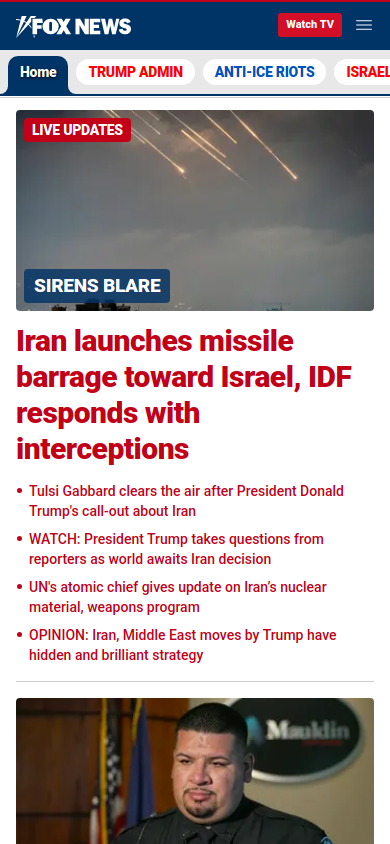 FOX NEWS
Watch TV
Home
TRUMP ADMIN
ANTI-ICE RIOTS
ISRAEL
LIVE UPDATES
SIRENS BLARE
Iran launches missile
barrage toward Israel, IDF
responds with
interceptions
• Tulsi Gabbard clears the air after President Donald
Trump's call-out about Iran
• WATCH: President Trump takes questions from
reporters as world awaits Iran decision
• UN's atomic chief gives update on Iran’s nuclear
material, weapons program
• OPINION: Iran, Middle East moves by Trump have
hidden and brilliant strategy
Mauldin